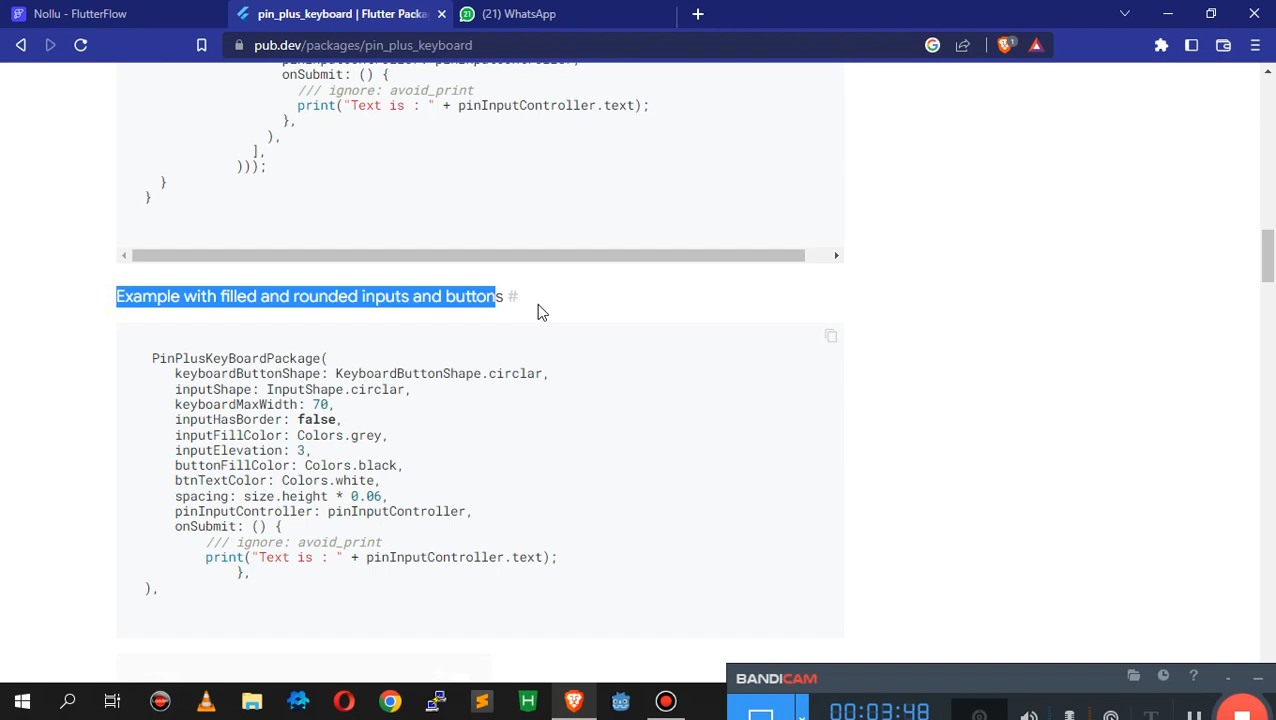 Nollu - FlutterFlow
pin_plus_keyboard | Flutter Packa
(21) WhatsApp
pub.dev/packages/pin_plus_keyboard
onSubmit: () {
/// ignore: avoid_print
print("Text is : " + pinInputController.text);
},
),
],
)));
}
}
Example with filled and rounded inputs and buttons #
PinPlusKeyBoardPackage(
keyboardButtonShape: KeyboardButtonShape.circlar,
inputShape: InputShape.circlar,
keyboardMaxWidth: 70,
inputHasBorder: false,
inputFillColor: Colors.grey,
inputElevation: 3,
buttonFillColor: Colors.black,
btnTextColor: Colors.white,
spacing: size.height * 0.06,
pinInputController: pinInputController,
onSubmit: () {
/// ignore: avoid_print
print("Text is : " + pinInputController.text);
},
),
BANDICAM
00:03:48